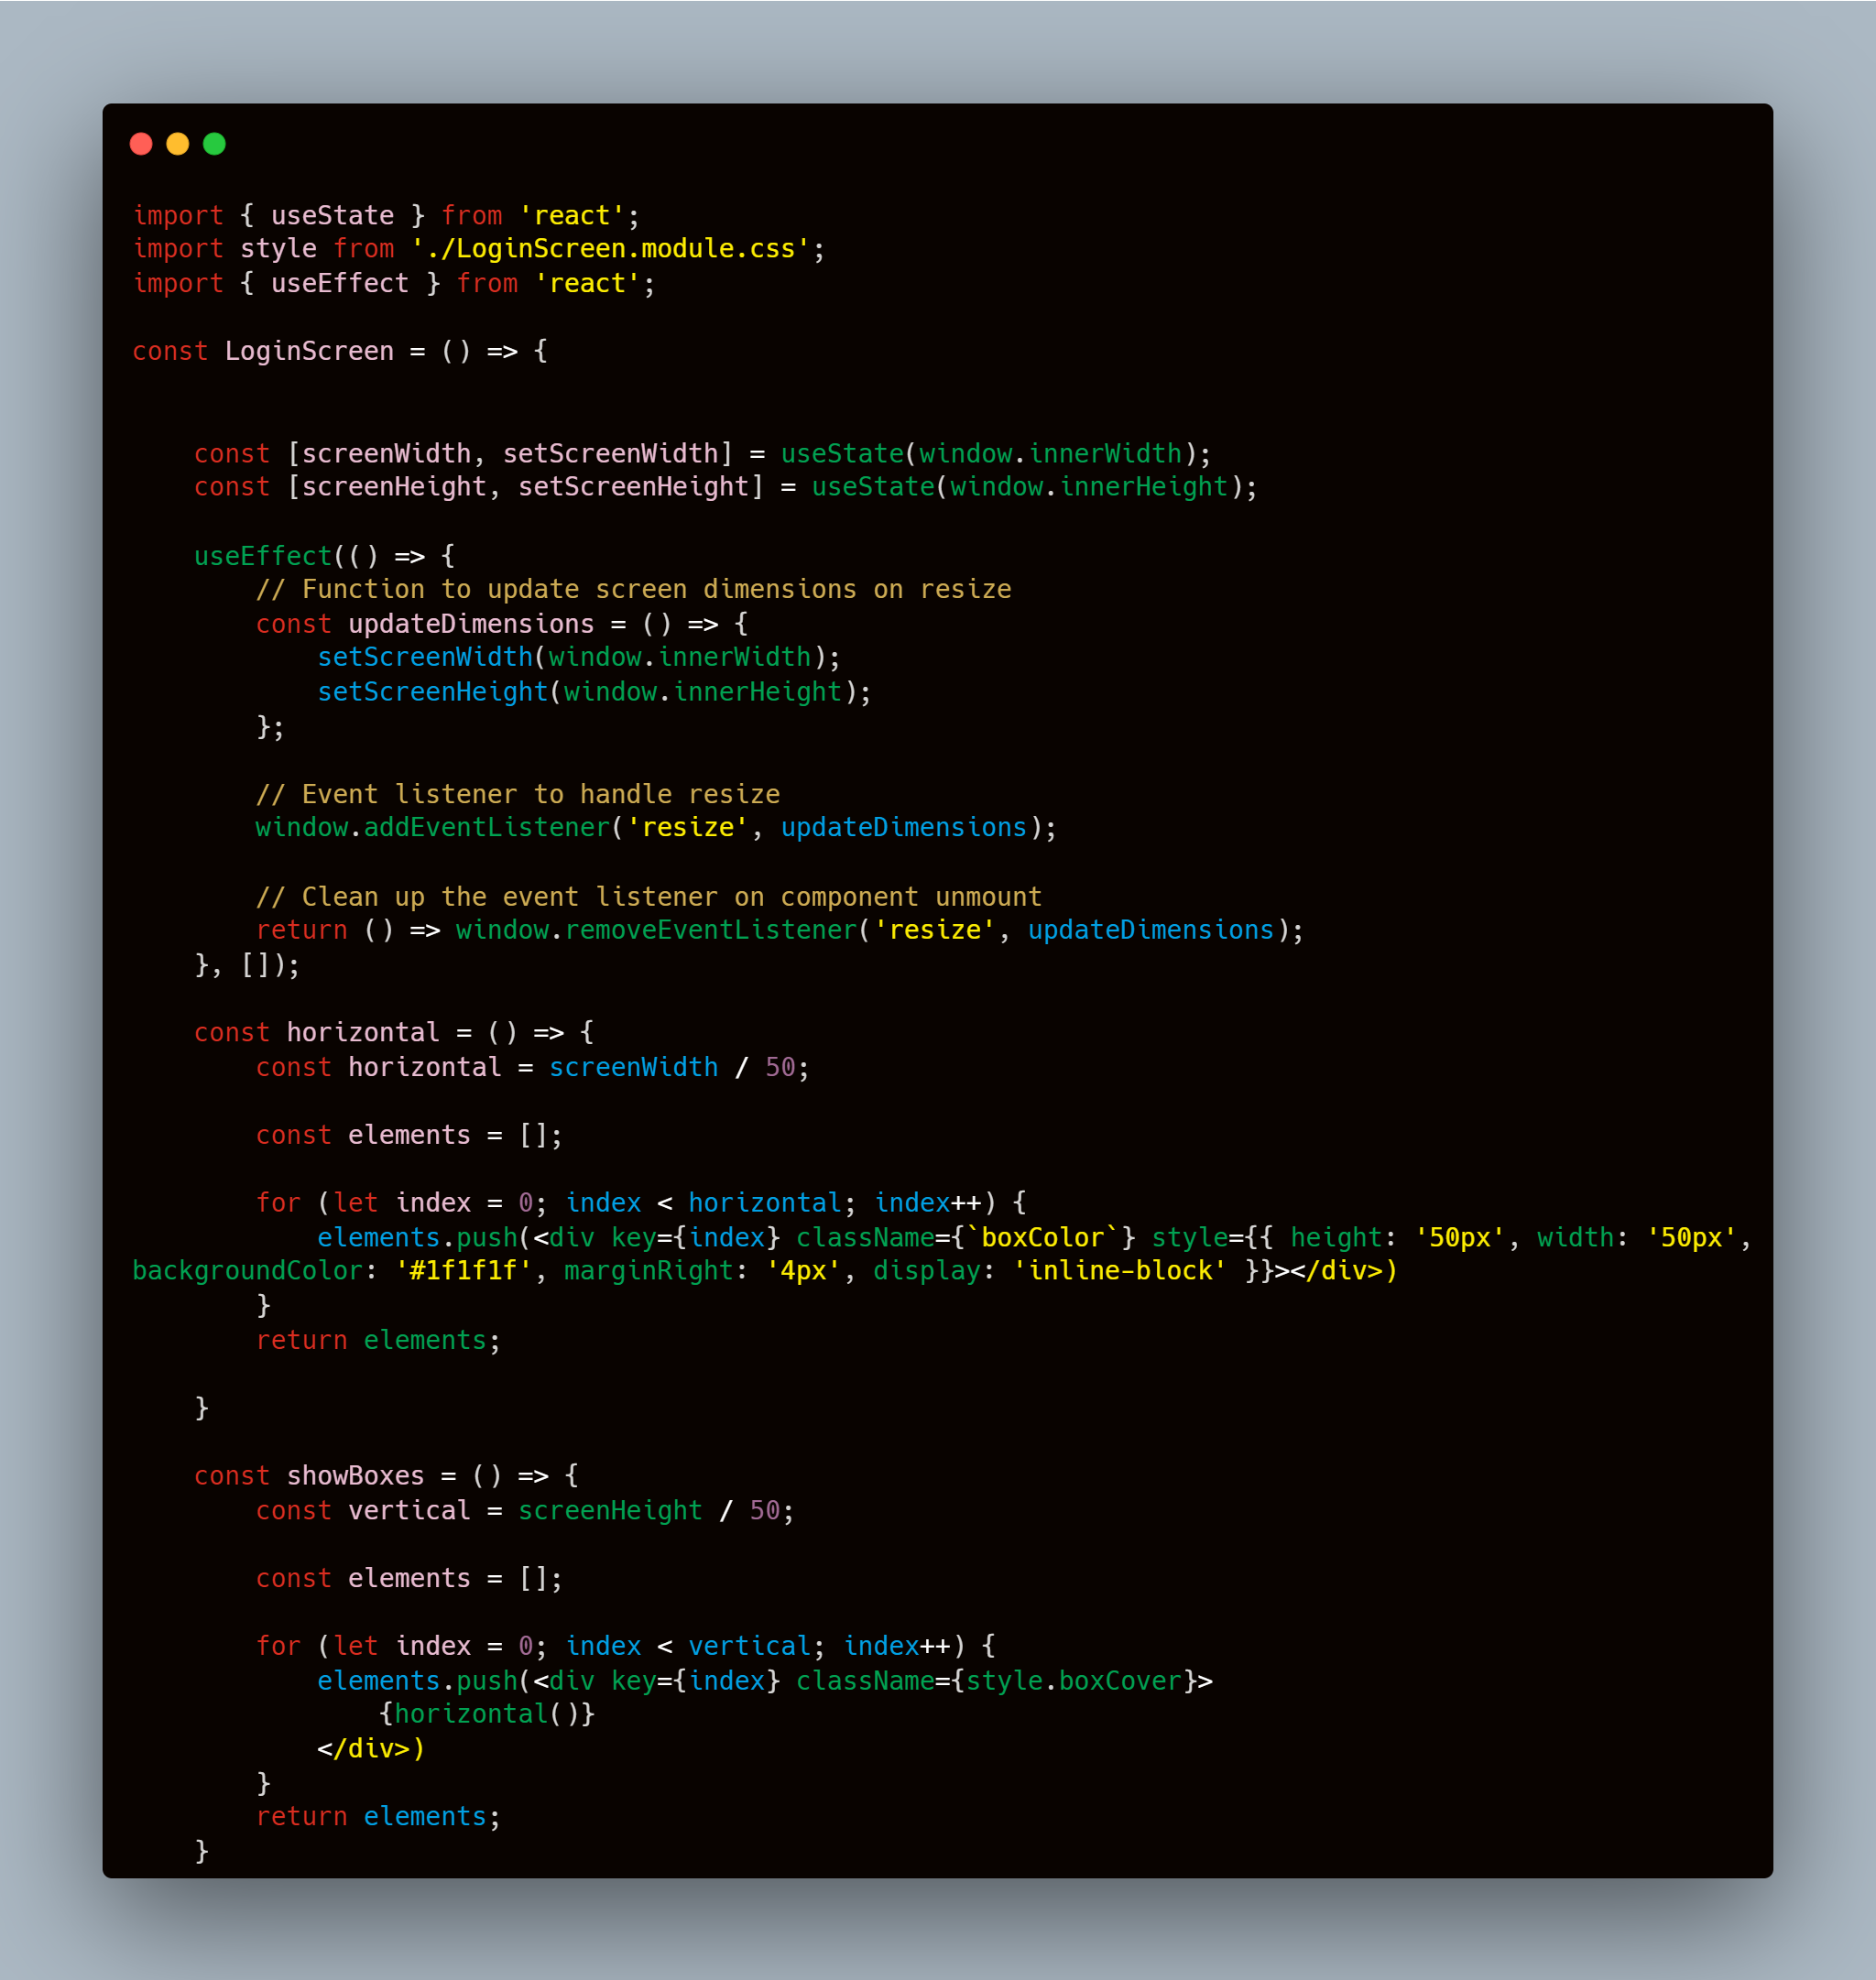 import { useState } from 'react';
import style from './LoginScreen.module.css';
import { useEffect } from 'react';

const LoginScreen = () => {


    const [screenWidth, setScreenWidth] = useState(window.innerWidth);
    const [screenHeight, setScreenHeight] = useState(window.innerHeight);

    useEffect(() => {
        // Function to update screen dimensions on resize
        const updateDimensions = () => {
            setScreenWidth(window.innerWidth);
            setScreenHeight(window.innerHeight);
        };

        // Event listener to handle resize
        window.addEventListener('resize', updateDimensions);

        // Clean up the event listener on component unmount
        return () => window.removeEventListener('resize', updateDimensions);
    }, []);

    const horizontal = () => {
        const horizontal = screenWidth / 50;

        const elements = [];

        for (let index = 0; index < horizontal; index++) {
            elements.push(<div key={index} className={`boxColor`} style={{ height: '50px', width: '50px',
backgroundColor: '#1f1f1f', marginRight: '4px', display: 'inline-block' }}></div>)
        }
        return elements;

    }

    const showBoxes = () => {
        const vertical = screenHeight / 50;

        const elements = [];

        for (let index = 0; index < vertical; index++) {
            elements.push(<div key={index} className={style.boxCover}>
                {horizontal()}
            </div>)
        }
        return elements;
    }